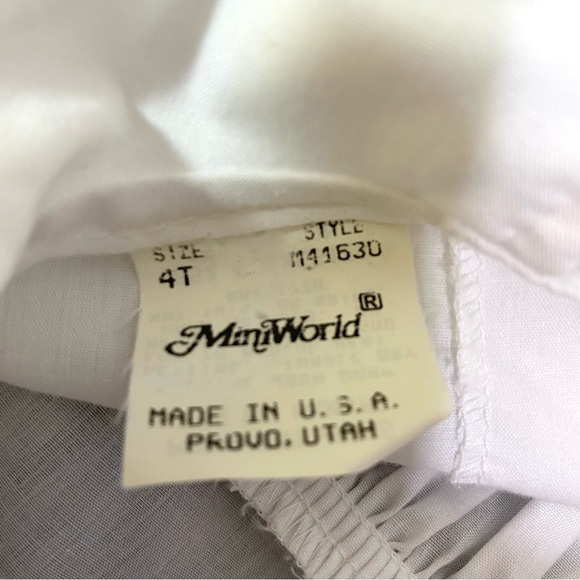 SIZE STYLE
4T M41630
MiniWorld ®
MADE IN U.S.A.
PROVO, UTAH